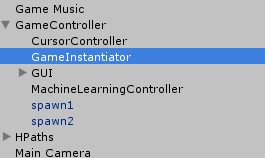 Game Music
GameController
CursorController
GameInstantiator
GUI
MachineLearningController
spawn1
spawn2
HPaths
Main Camera